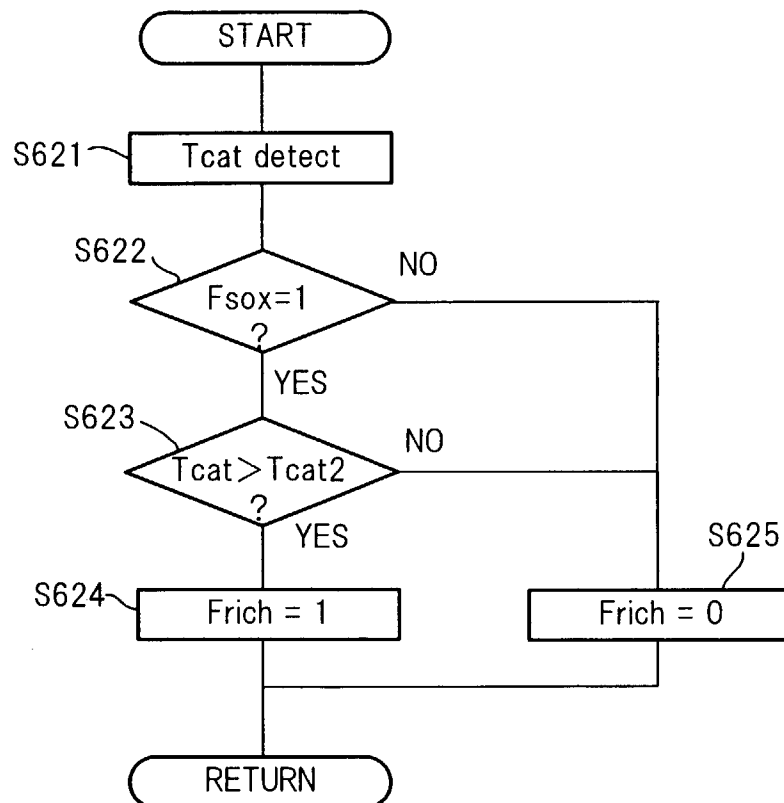 START
S621
Tcat detect
S622
Fsox=1
?
NO
YES
S623
Tcat>Tcat2
?
NO
YES
S624
Frich = 1
S625
Frich = 0
RETURN